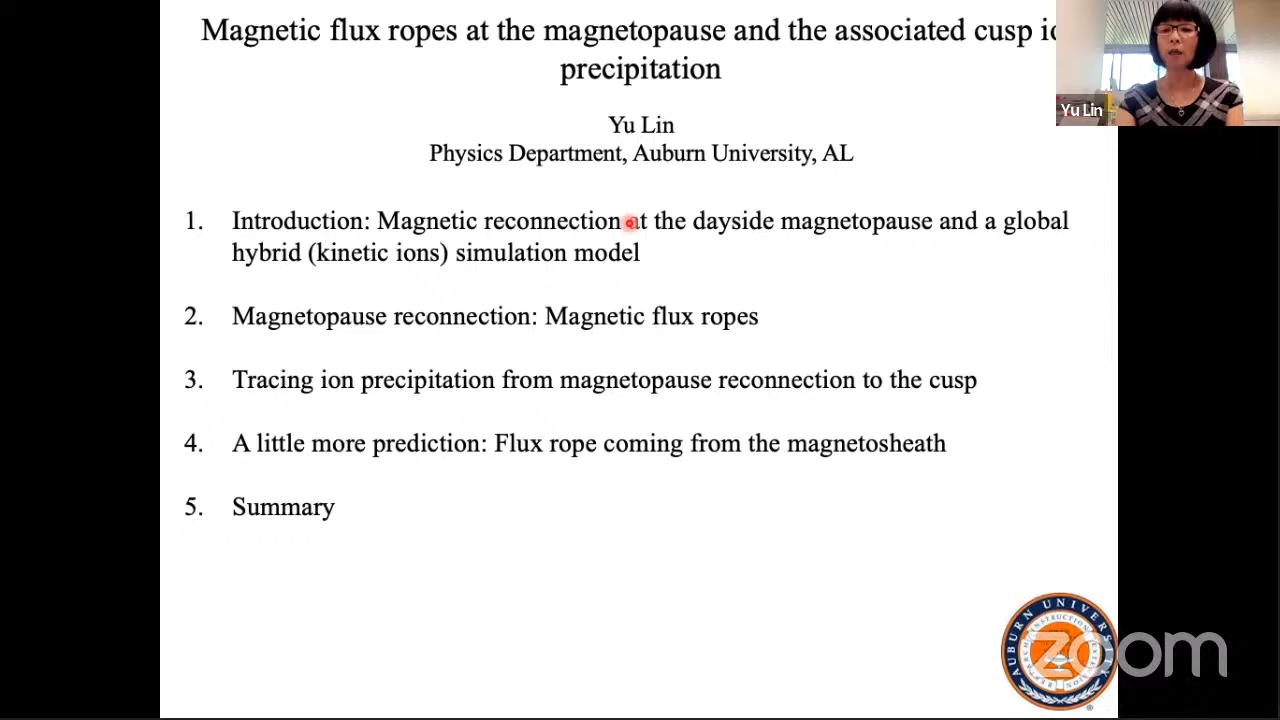 Magnetic flux ropes at the magnetopause and the associated cusp
precipitation
Yu Lin
Yu Lin
Physics Department, Auburn University, AL
1. Introduction: Magnetic reconnection at the dayside magnetopause and a global
hybrid (kinetic ions) simulation model
2. Magnetopause reconnection: Magnetic flux ropes
3. Tracing ion precipitation from magnetopause reconnection to the cusp
4. A little more prediction: Flux rope coming from the magnetosheath
5. Summary
AUBURN UNIVERSITY
zoom